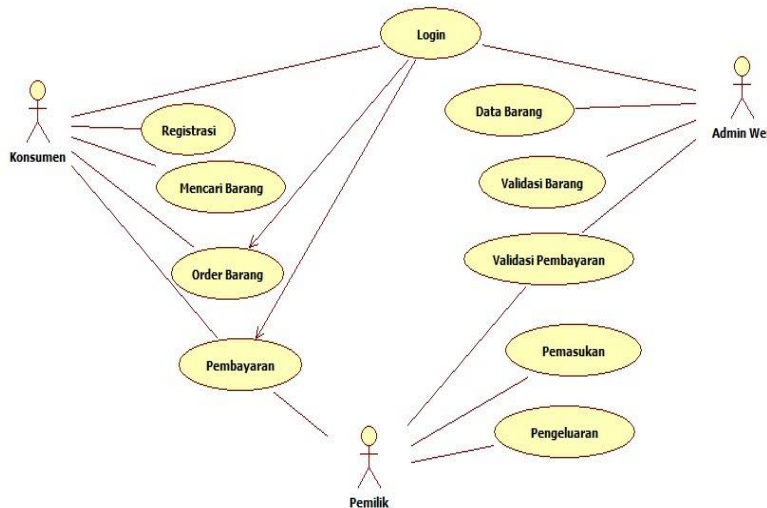 Login
Konsumen
Registrasi
Data Barang
Admin We
Mencari Barang
Validasi Barang
Order Barang
Validasi Pembayaran
Pembayaran
Pemasukan
Pengeluaran
Pemilik